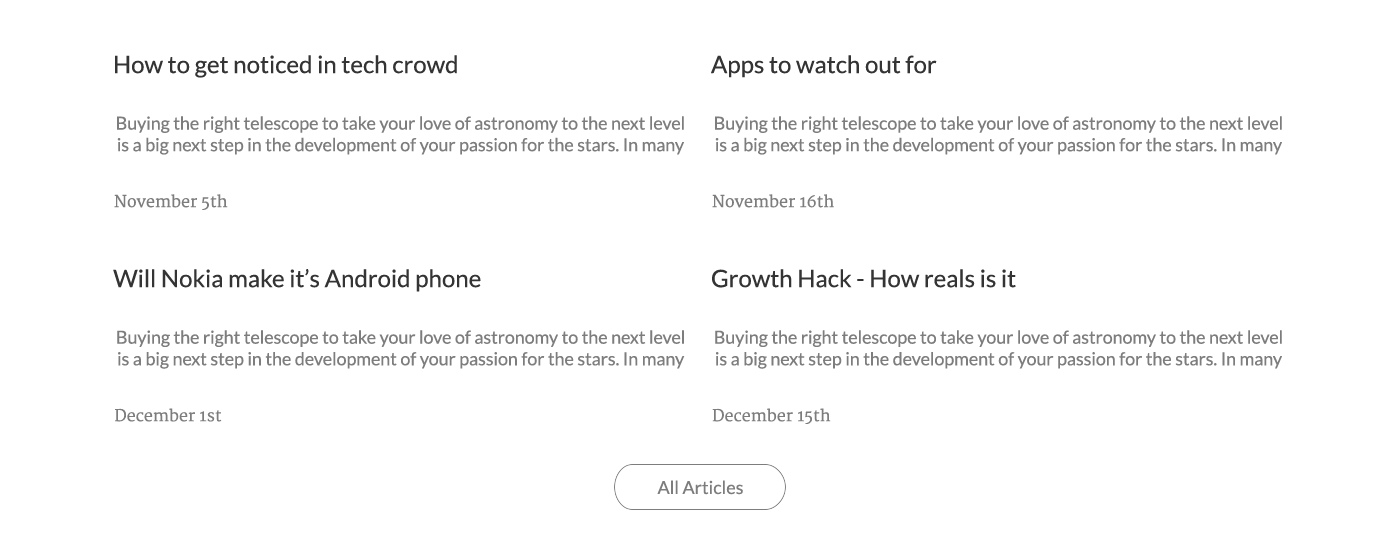 How to get noticed in tech crowd
Buying the right telescope to take your love of astronomy to the next level
is a big next step in the development of your passion for the stars. In many
November 5th
Apps to watch out for
Buying the right telescope to take your love of astronomy to the next level
is a big next step in the development of your passion for the stars. In many
November 16th
Will Nokia make it’s Android phone
Buying the right telescope to take your love of astronomy to the next level
is a big next step in the development of your passion for the stars. In many
December 1st
Growth Hack - How reals is it
Buying the right telescope to take your love of astronomy to the next level
is a big next step in the development of your passion for the stars. In many
December 15th
All Articles